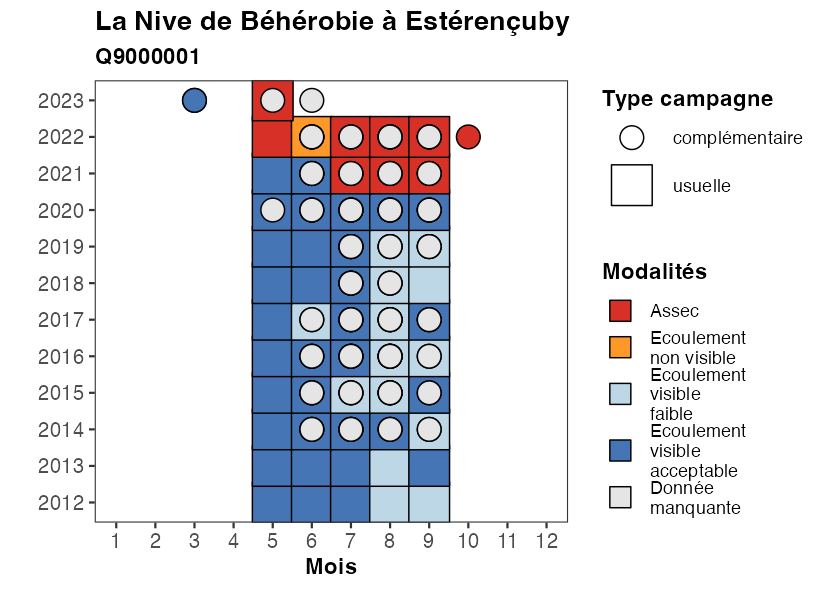 La Nive de Béhérobie à Estérençuby
Q9000001
2023
2022
2021
2020
2019
2018
2017
2016
2015
2014
2013
2012
1 2 3 4 5 6 7 8 9 10 11 12
Mois
Type campagne
complémentaire
usuelle
Modalités
Assec
Ecoulement
non visible
Ecoulement
visible
faible
Ecoulement
visible
acceptable
Donnée
manquante